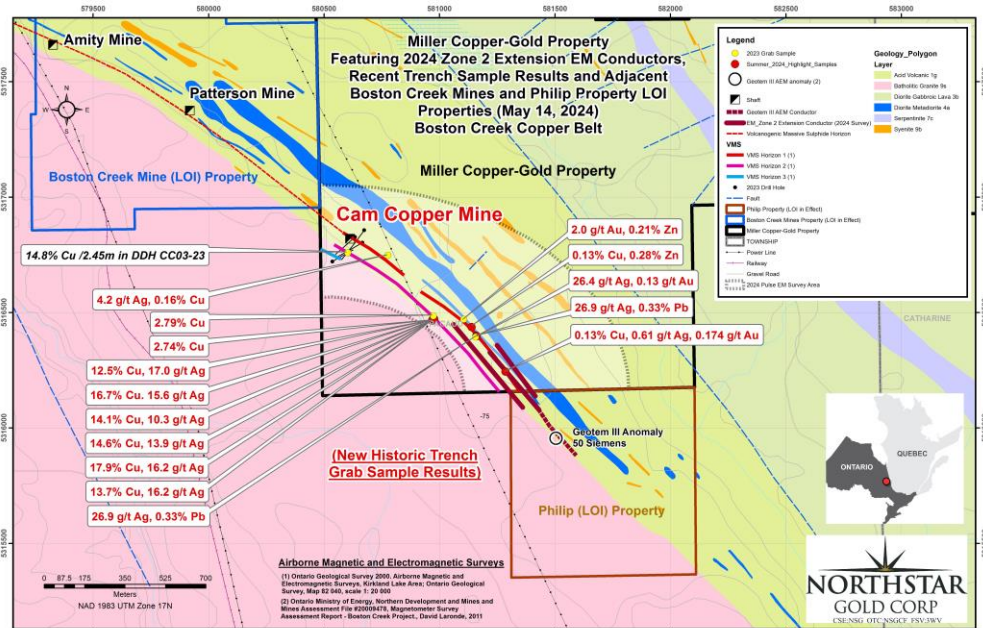 579500
580000
580500
581000
581500
582000
582500
583000
Amity Mine
Miller Copper-Gold Property
Featuring 2024 Zone 2 Extension EM Conductors,
Recent Trench Sample Results and Adjacent
Boston Creek Mines and Philip Property LOI
Properties (May 14, 2024)
Boston Creek Copper Belt
5317500
N
W
E
S
Patterson Mine
Boston Creek Mine (LOI) Property
Miller Copper-Gold Property
5317000
Cam Copper Mine
14.8% Cu /2.45m in DDH CC03-23
4.2 g/t Ag, 0.16% Cu
2.79% Cu
2.74% Cu
12.5% Cu, 17.0 g/t Ag
16.7% Cu. 15.6 g/t Ag
14.1% Cu, 10.3 g/t Ag
14.6% Cu, 13.9 g/t Ag
17.9% Cu, 16.2 g/t Ag
13.7% Cu, 16.2 g/t Ag
26.9 g/t Ag, 0.33% Pb
2.0 g/t Au, 0.21% Zn
0.13% Cu, 0.28% Zn
26.4 g/t Ag, 0.13 g/t Au
26.9 g/t Ag, 0.33% Pb
0.13% Cu, 0.61 g/t Ag, 0.174 g/t Au
5316500
5316000
5315500
CATHARINE
-75
Geotem III Anomaly
50 Siemens
(New Historic Trench
Grab Sample Results)
Philip (LOI) Property
Legend
2023 Grab Sample
Summer_2024_Highlight_Samples
Geotem III AEM anomaly (2)
Shaft
Geotem III AEM Conductor
EM_Zone 2 Extension Conductor (2024 Survey)
Volcanogenic Massive Sulphide Horizon
VMS
VMS Horizon 1 (1)
VMS Horizon 2 (1)
VMS Horizon 3 (1)
2023 Drill Hole
Fault
Philip Property (LOI in Effect)
Boston Creek Mines Property (LOI in Effect)
Miller Copper-Gold Property
TOWNSHIP
Power Line
Railway
Gravel Road
2024 Pulse EM Survey Area
Geology_Polygon
Layer
Acid Volcanic 1g
Batholitic Granite 9s
Diorite Gabbroic Lava 3b
Diorite Metadiorite 4a
Serpentinite 7c
Syenite 9b
ONTARIO
QUEBEC
0 87.5 175 350 525 700
Meters
NAD 1983 UTM Zone 17N
Airborne Magnetic and Electromagnetic Surveys
(1) Ontario Geological Survey 2000. Airborne Magnetic and
Electromagnetic Surveys, Kirkland Lake Area; Ontario Geological
Survey, Map 82 040, scale 1: 20 000
(2) Ontario Ministry of Energy, Northern Development and Mines and
Mines Assessment File #20009478, Magnetometer Survey
Assessment Report - Boston Creek Project., David Laronde, 2011
NORTHSTAR
GOLD CORP
CSE:NSG OTC:NSGCF FSV:3WV